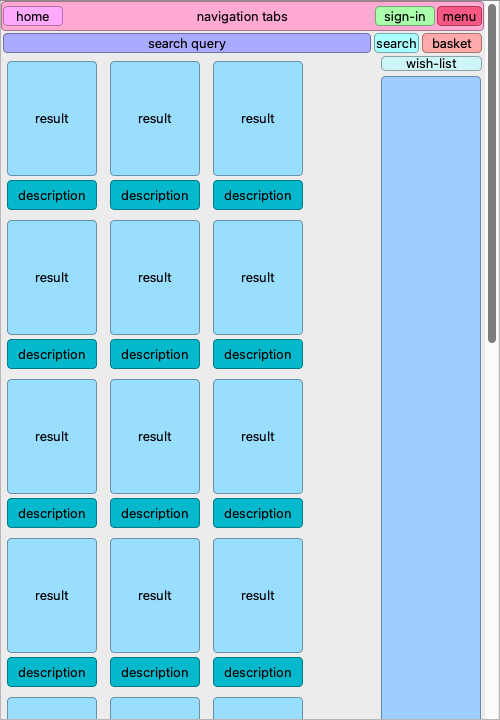 home navigation tabs sign-in menu
search query search basket
wish-list
result result result
description description description
result result result
description description description
result result result
description description description
result result result
description description description